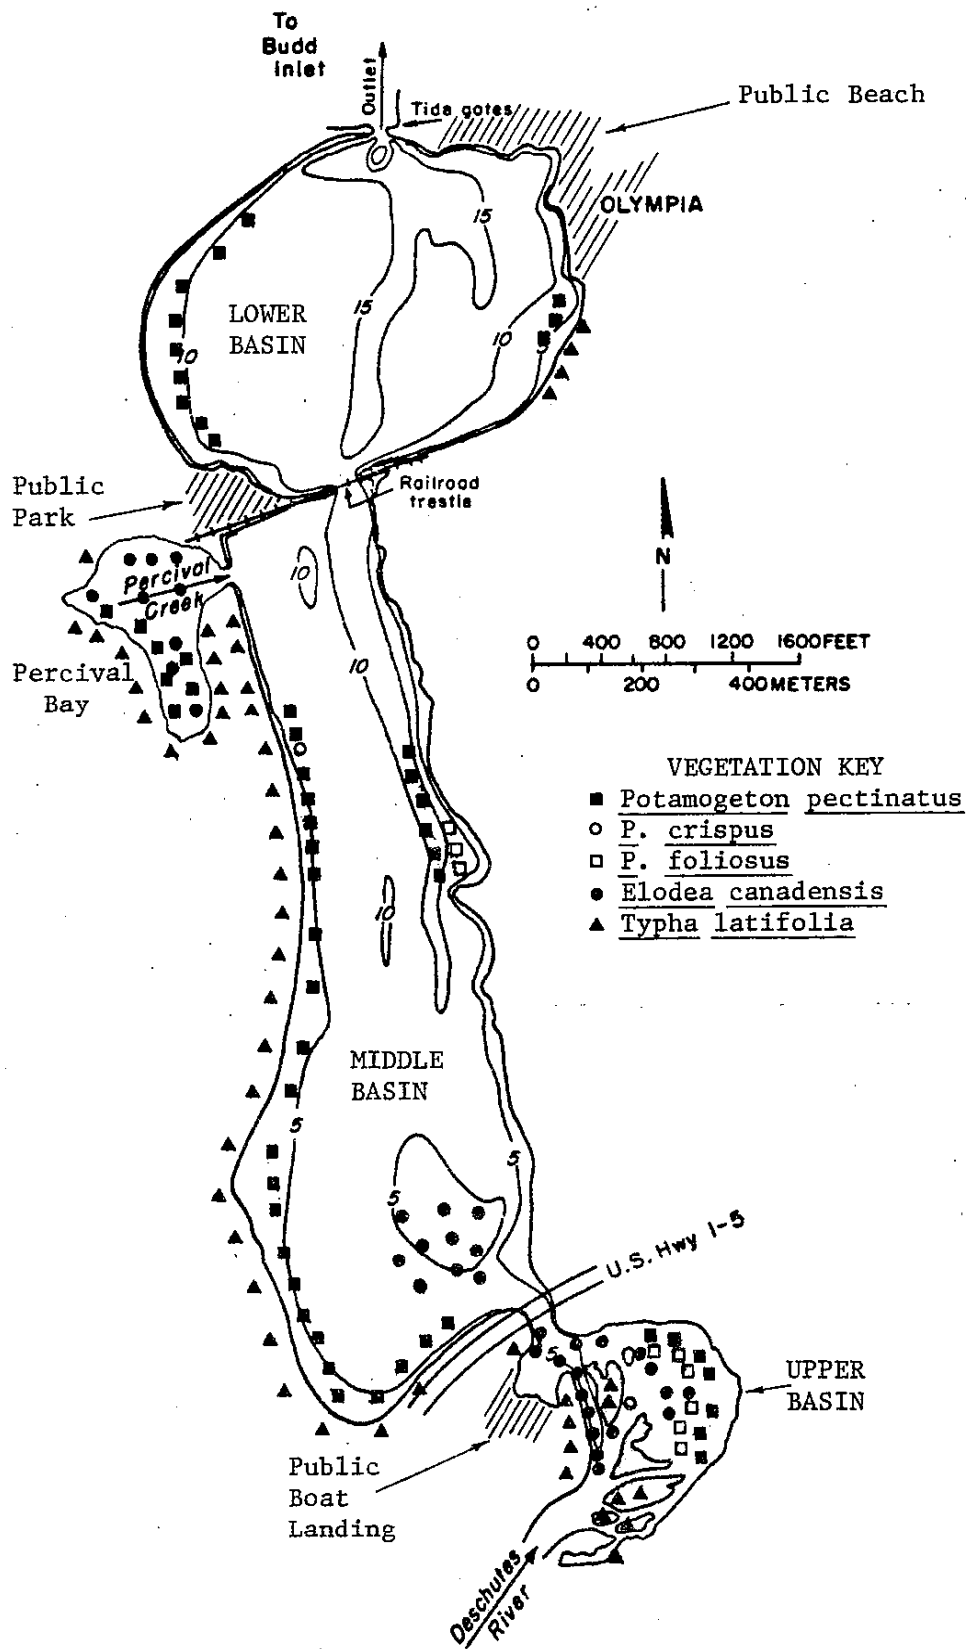 To
Budd
Inlet
Outlet
Tide gates
Public Beach
OLYMPIA
15
15
LOWER
BASIN
10
10
5
Public
Park
Railroad
trestle
N
Percival
Creek
10
10
Percival
Bay
0 400 800 1200 1600 FEET
0 200 400 METERS
VEGETATION KEY
Potamogeton pectinatus
P. crispus
P. foliosus
Elodea canadensis
Typha latifolia
10
MIDDLE
BASIN
5
5
5
U.S. Hwy I-5
5
UPPER
BASIN
Public
Boat
Landing
Deschutes
River